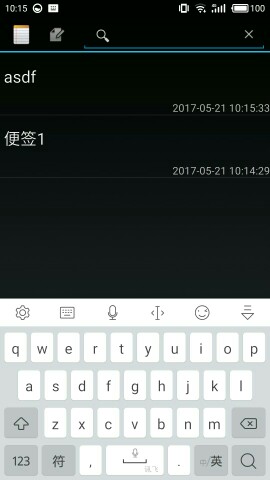 10:15
100
asdf
2017-05-21 10:15:33
便签1
2017-05-21 10:14:29
q w e r t y u i o p
a s d f g h j k l
z x c v b n m
123 符 , 讯飞 . 中/英